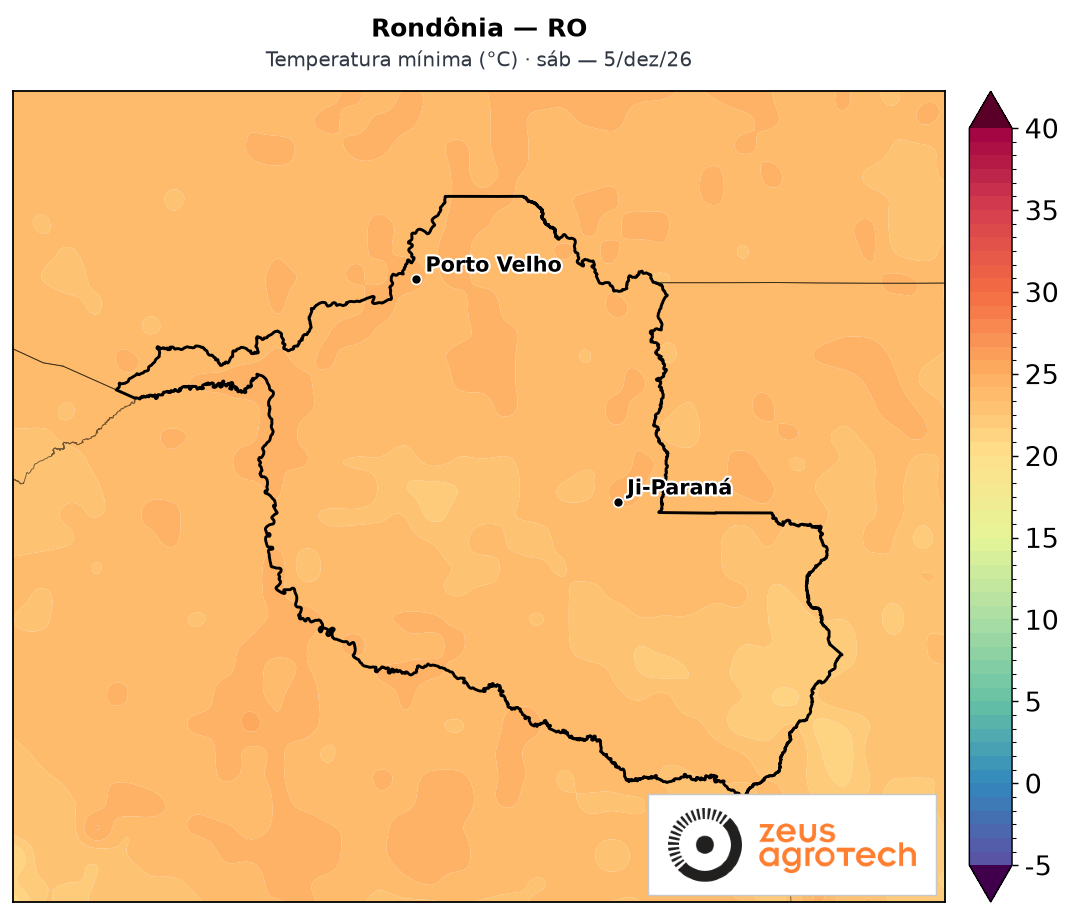 Rondônia — RO
Temperatura mínima (°C) · sáb — 5/dez/26
40
35
30
25
20
15
10
5
0
-5
Porto Velho
Ji-Paraná
zeus
agrotech